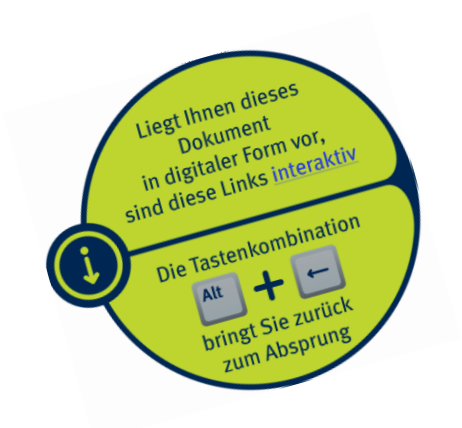 Liegt Ihnen dieses
Dokument
in digitaler Form vor,
sind diese Links interaktiv
Die Tastenkombination
Alt + ←
bringt Sie zurück
zum Absprung